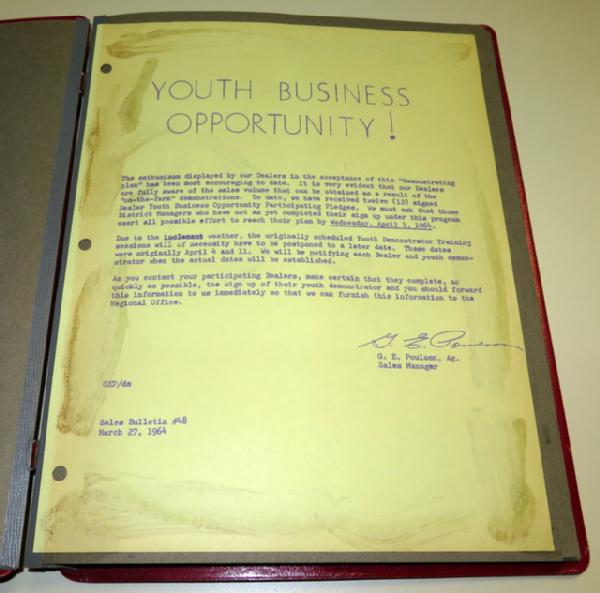 YOUTH BUSINESS
OPPORTUNITY!
The enthusiasm displayed by our Dealers in the acceptance of this "demonstrating
plan" has been most encouraging to date. It is very evident that our Dealers
are fully aware of the sales volume that can be obtained as a result of the
"on-the-farm" demonstrations. To date, we have received twelve (12) signed
Dealer Youth Business Opportunity Participating Pledges. We must ask that those
District Managers who have not as yet completed their sign up under this program
exert all possible effort to reach their plan by Wednesday, April 1, 1964.
Due to the inclement weather, the originally scheduled Youth Demonstrator Training
sessions will of necessity have to be postponed to a later date. These dates
were originally April 4 and 11. We will be notifying each Dealer and youth demon-
strator when the actual dates will be established.
As you contact your participating Dealers, make certain that they complete, as
quickly as possible, the sign up of their youth demonstrator and you should forward
this information to us immediately so that we can furnish this information to the
Regional Office.
G. E. Poulson
G. E. Poulson, Ag.
Sales Manager
GEP/dm
Sales Bulletin #48
March 27, 1964